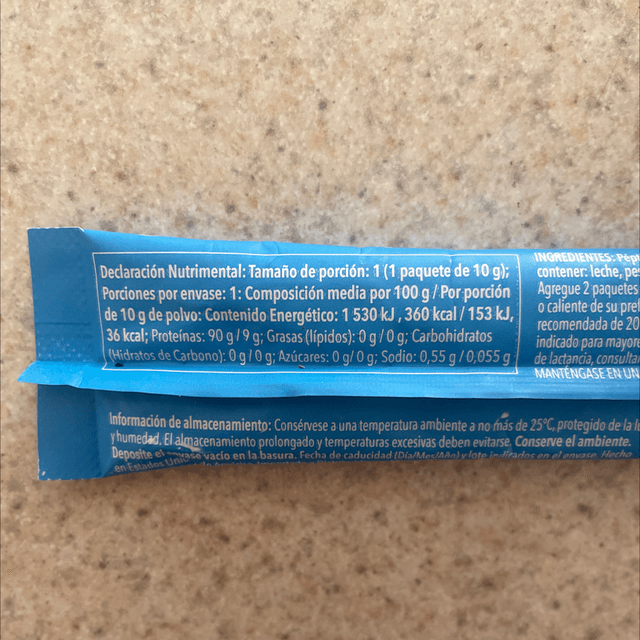 Declaración Nutrimental: Tamaño de porción: 1 (1 paquete de 10 g);
Porciones por envase: 1: Composición media por 100 g / Por porción
de 10 g de polvo: Contenido Energético: 1 530 kJ , 360 kcal / 153 kJ,
36 kcal; Proteínas: 90 g / 9 g; Grasas (lípidos): 0 g / 0 g; Carbohidratos
(Hidratos de Carbono): 0 g / 0 g; Azúcares: 0 g / 0 g; Sodio: 0,55 g / 0,055 g
INGREDIENTES:
contener: leche,
Agregue 2 paquetes
o caliente de su
recomendada de 20
indicado para
de lactancia,
MANTÉNGASE EN
Información de almacenamiento: Consérvese a una temperatura ambiente a no más de 25°C, protegido de la
y humedad. El almacenamiento prolongado y temperaturas excesivas deben evitarse. Conserve el ambiente.
Deposite el envase vacío en la basura. Fecha de caducidad (Día/Mes/Año) y lote indicados en el envase. Hecho
en Estados